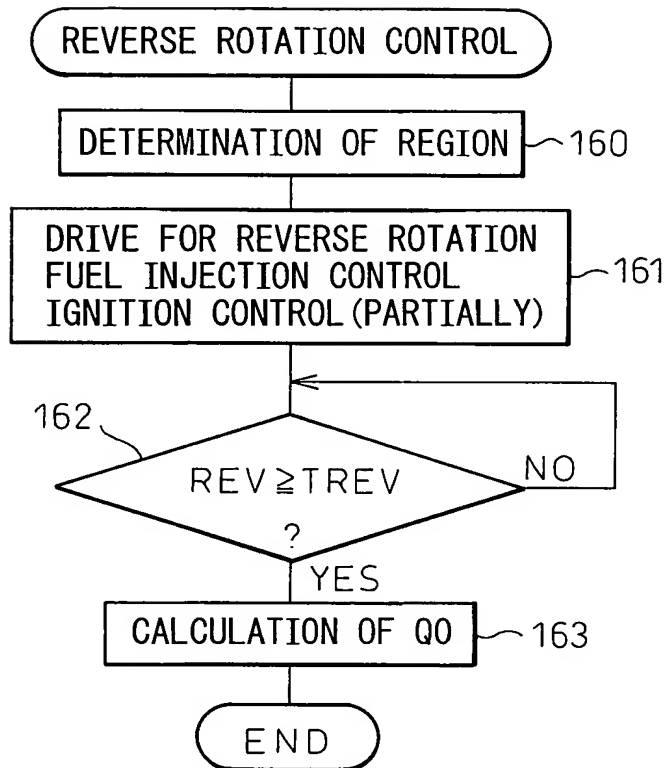 REVERSE ROTATION CONTROL
DETERMINATION OF REGION
160
DRIVE FOR REVERSE ROTATION
FUEL INJECTION CONTROL
IGNITION CONTROL (PARTIALLY)
161
162
REV≧TREV
?
NO
YES
CALCULATION OF QO
163
END